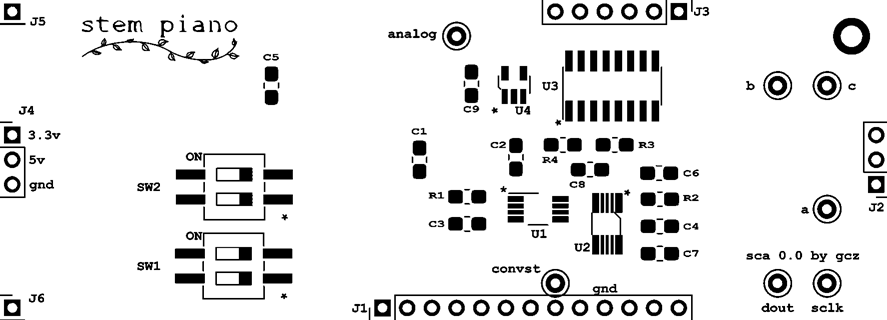 J5
stem piano
analog
J3
C5
b
c
U3
C9
U4
*
*
J4
3.3v
5v
gnd
C1
C2
R4
R3
ON
SW2
*
C8
C6
*
*
R1
R2
J2
a
C3
U1
U2
C4
ON
SW1
*
C7
sca 0.0 by gcz
convst
gnd
J6
J1
dout
sclk